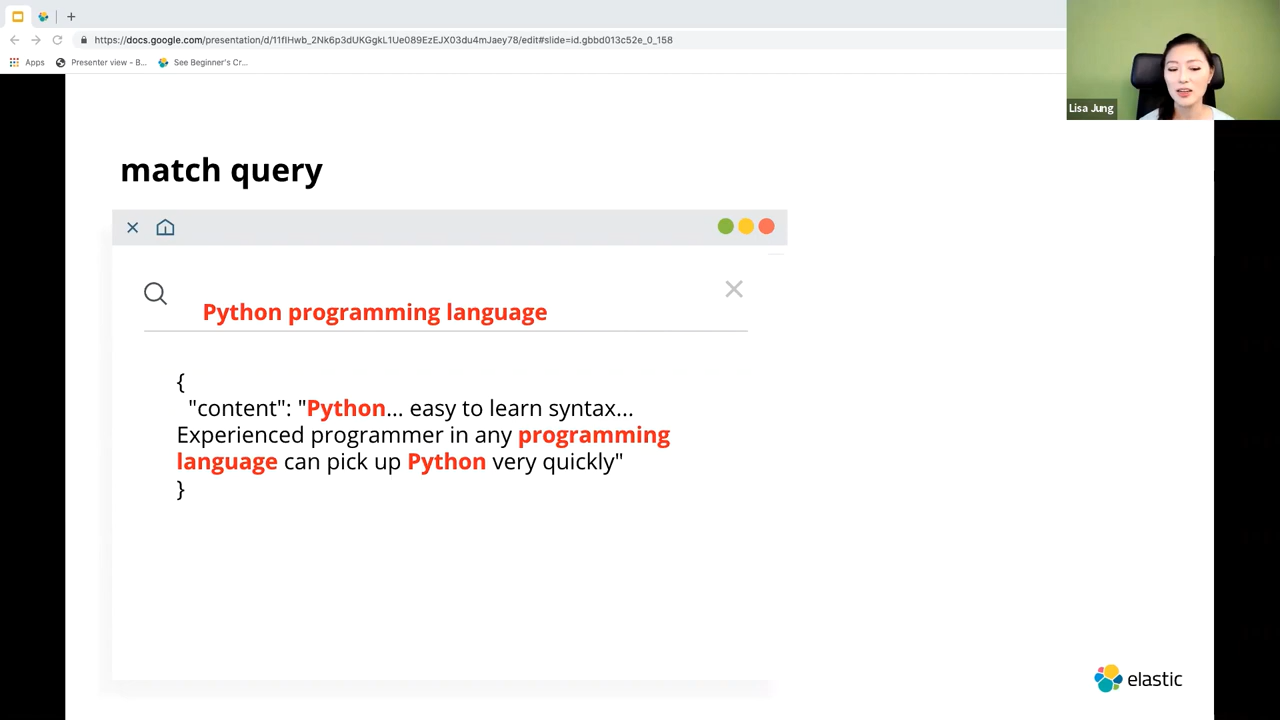 https://docs.google.com/presentation/d/11fIHwb_2Nk6p3dUKGgkL1Ue089EzEJX03du4mJaey78/edit#slide=id.gbbd013c52e_0_158
Apps
Presenter view – B...
See Beginner's Cr...
Lisa Jung
match query
Python programming language
{
"content": "Python... easy to learn syntax...
Experienced programmer in any programming
language can pick up Python very quickly"
}
elastic